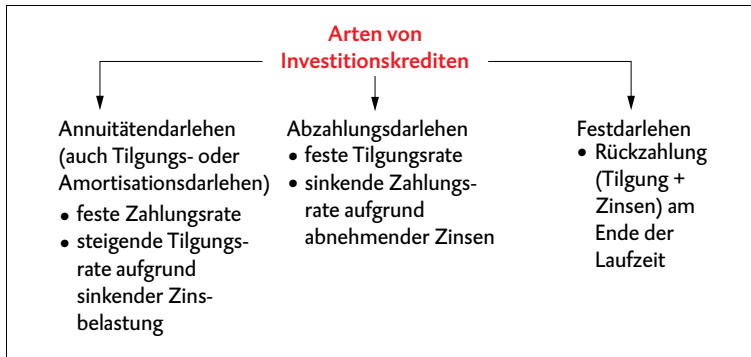 Arten von
Investitionskrediten
Annuitätendarlehen
(auch Tilgungs- oder
Amortisationsdarlehen)
• feste Zahlungsrate
• steigende Tilgungs-
rate aufgrund
sinkender Zins-
belastung
Abzahlungsdarlehen
• feste Tilgungsrate
• sinkende Zahlungs-
rate aufgrund
abnehmender Zinsen
Festdarlehen
• Rückzahlung
(Tilgung +
Zinsen) am
Ende der
Laufzeit